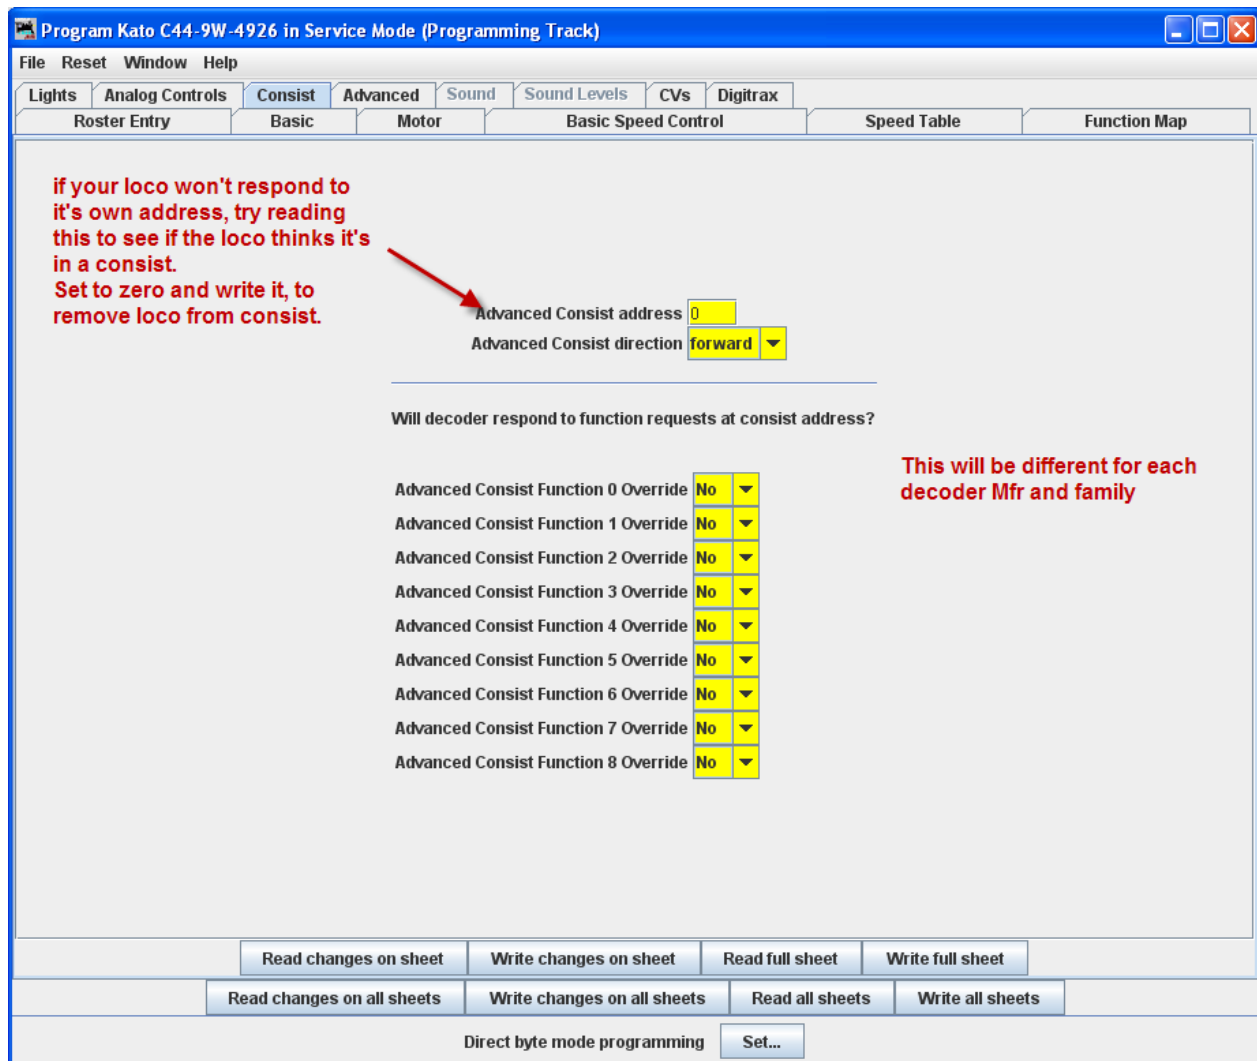 Program Kato C44-9W-4926 in Service Mode (Programming Track)
File Reset Window Help
Lights Analog Controls Consist Advanced Sound Sound Levels CVs Digitrax
Roster Entry Basic Motor Basic Speed Control Speed Table Function Map
if your loco won't respond to
it's own address, try reading
this to see if the loco thinks it's
in a consist.
Set to zero and write it, to
remove loco from consist.
Advanced Consist address 0
Advanced Consist direction forward
Will decoder respond to function requests at consist address?
This will be different for each
decoder Mfr and family
Advanced Consist Function 0 Override No
Advanced Consist Function 1 Override No
Advanced Consist Function 2 Override No
Advanced Consist Function 3 Override No
Advanced Consist Function 4 Override No
Advanced Consist Function 5 Override No
Advanced Consist Function 6 Override No
Advanced Consist Function 7 Override No
Advanced Consist Function 8 Override No
Read changes on sheet Write changes on sheet Read full sheet Write full sheet
Read changes on all sheets Write changes on all sheets Read all sheets Write all sheets
Direct byte mode programming Set...